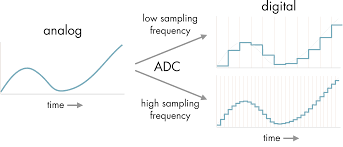 digital
low sampling
frequency
analog
ADC
high sampling
frequency
time
time